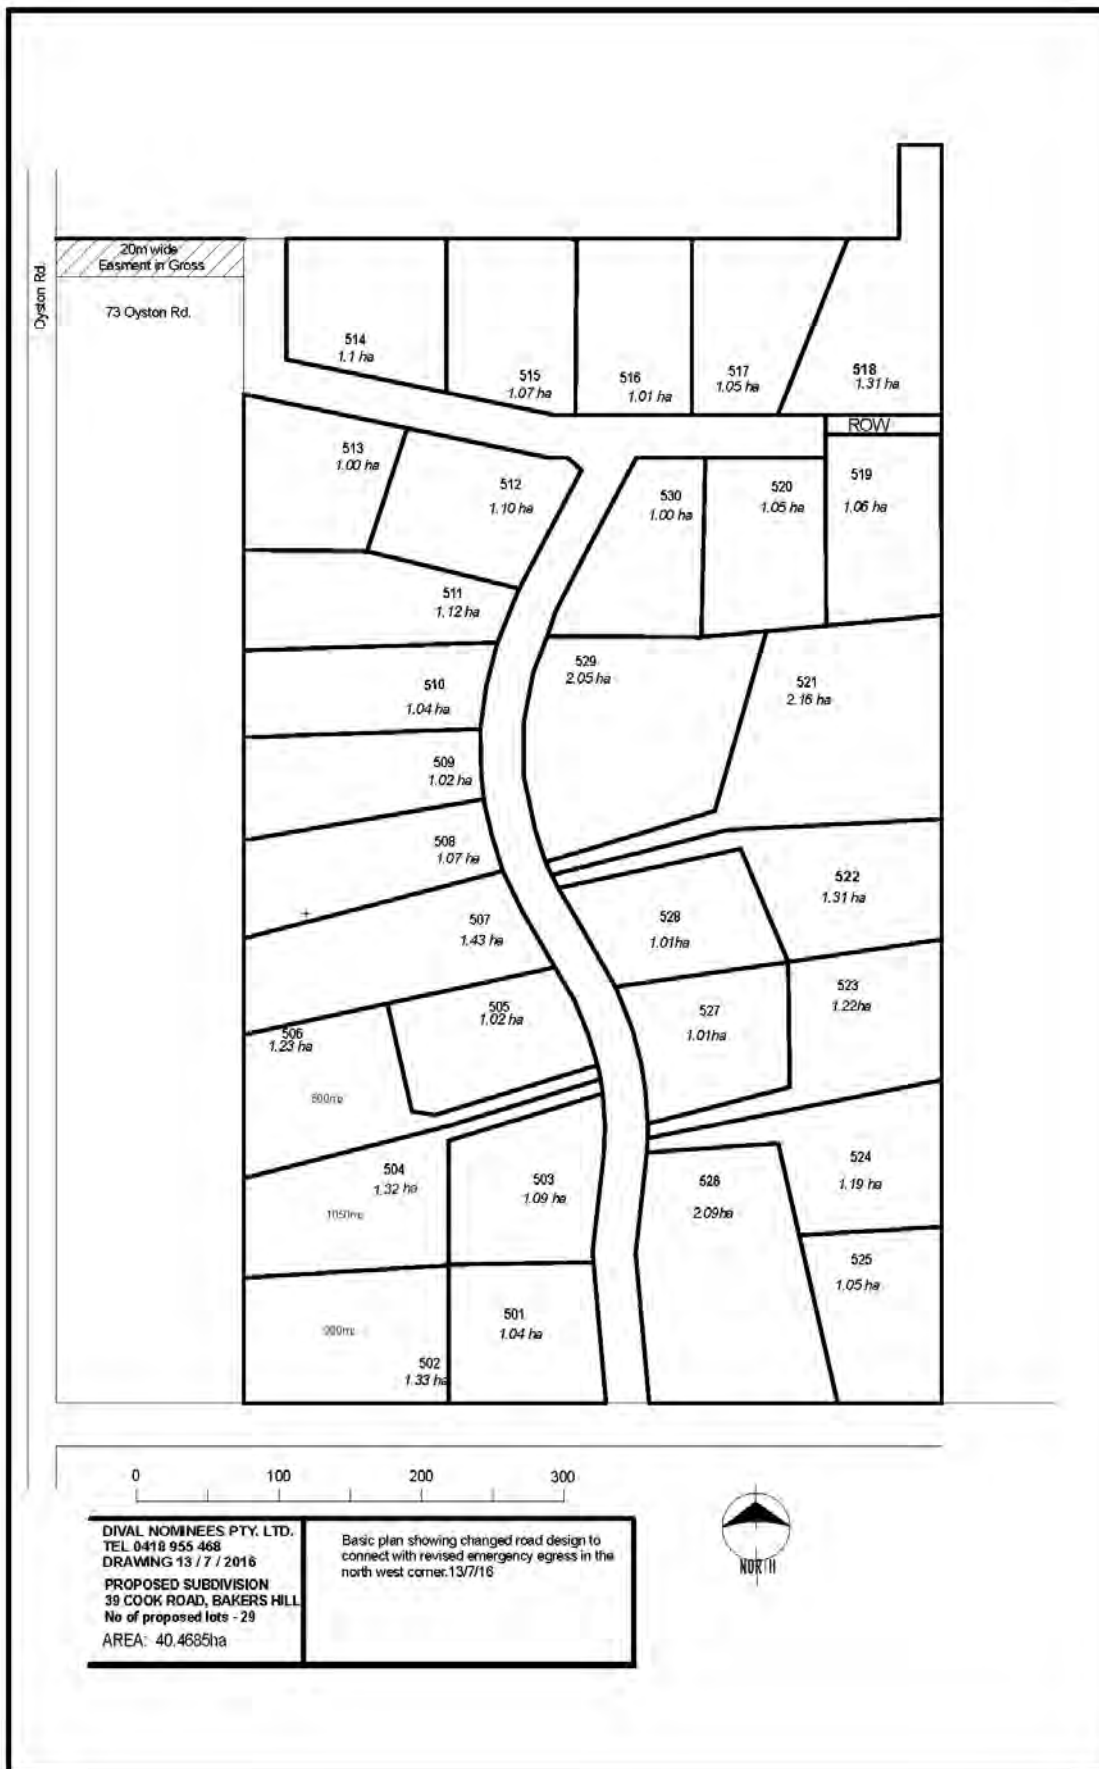 20m wide
Easment in Gross
Oyston Rd.
73 Oyston Rd.
514
1.1 ha
515
1.07 ha
516
1.01 ha
517
1.05 ha
518
1.31 ha
ROW
513
1.00 ha
512
1.10 ha
530
1.00 ha
520
1.05 ha
519
1.06 ha
511
1.12 ha
529
2.05 ha
521
2.16 ha
510
1.04 ha
509
1.02 ha
508
1.07 ha
522
1.31 ha
507
1.43 ha
528
1.01ha
523
1.22ha
505
1.02 ha
527
1.01ha
506
1.23 ha
504
1.32 ha
1050m2
503
1.09 ha
526
2.09ha
524
1.19 ha
525
1.05 ha
501
1.04 ha
502
1.33 ha
0 100 200 300
DIVAL NOMINEES PTY. LTD.
TEL 0418 955 468
DRAWING 13 / 7 / 2016
PROPOSED SUBDIVISION
39 COOK ROAD, BAKERS HILL
No of proposed lots - 29
AREA: 40.4685ha
Basic plan showing changed road design to
connect with revised emergency egress in the
north west corner.13/7/16
NORTH